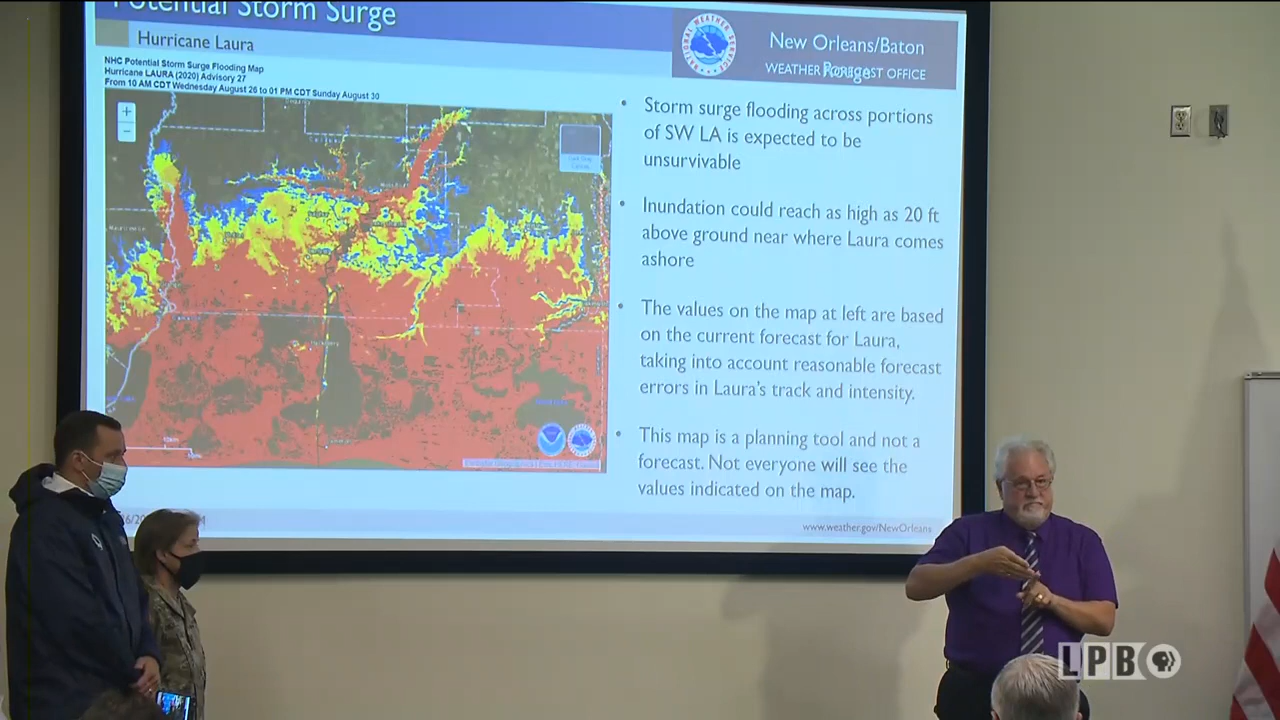 Potential Storm Surge
Hurricane Laura
NHC Potential Storm Surge Flooding Map
Hurricane LAURA (2020) Advisory 27
From 10 AM CDT Wednesday August 26 to 01 PM CDT Sunday August 30
+
−
New Orleans/Baton
Rouge
WEATHER FORECAST OFFICE
• Storm surge flooding across portions
of SW LA is expected to be
unsurvivable
• Inundation could reach as high as 20 ft
above ground near where Laura comes
ashore
• The values on the map at left are based
on the current forecast for Laura,
taking into account reasonable forecast
errors in Laura's track and intensity.
• This map is a planning tool and not a
forecast. Not everyone will see the
values indicated on the map.
www.weather.gov/NewOrleans
LPB